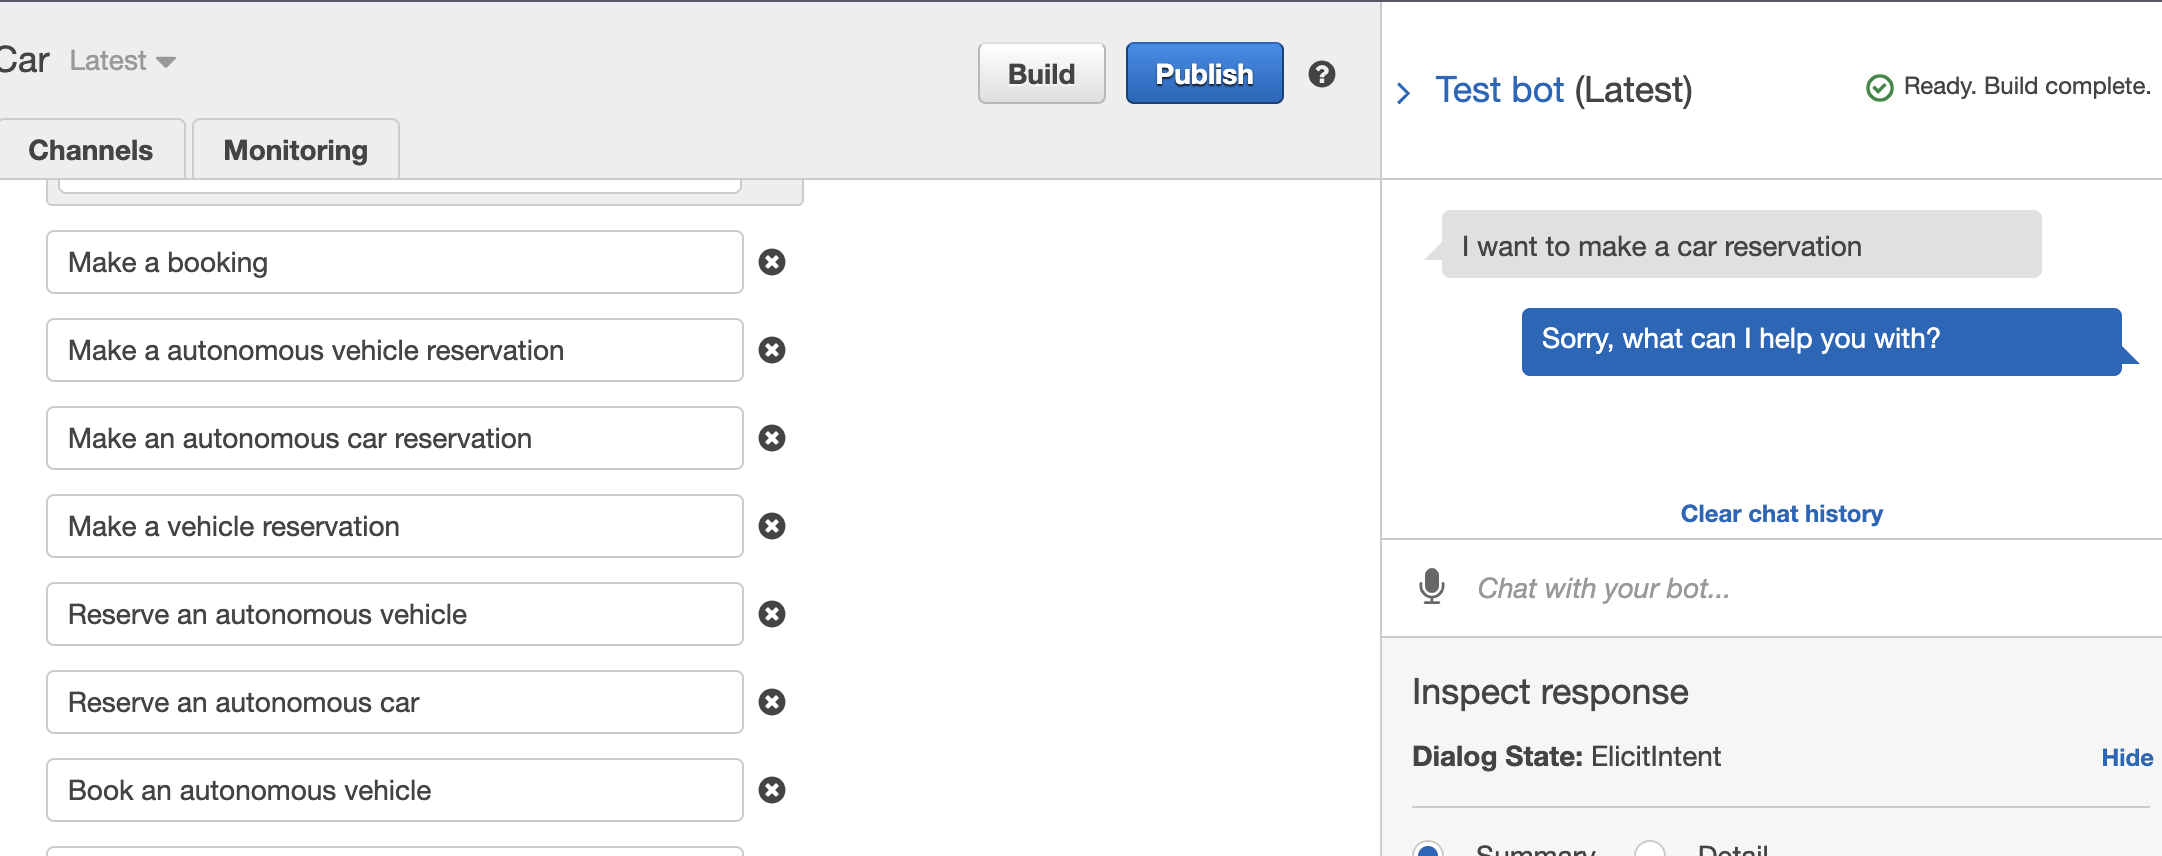 Car Latest
Build
Publish
?
Channels
Monitoring
Make a booking
Make a autonomous vehicle reservation
Make an autonomous car reservation
Make a vehicle reservation
Reserve an autonomous vehicle
Reserve an autonomous car
Book an autonomous vehicle
Test bot (Latest)
Ready. Build complete.
I want to make a car reservation
Sorry, what can I help you with?
Clear chat history
Chat with your bot...
Inspect response
Dialog State: ElicitIntent
Hide
Summary
Detail